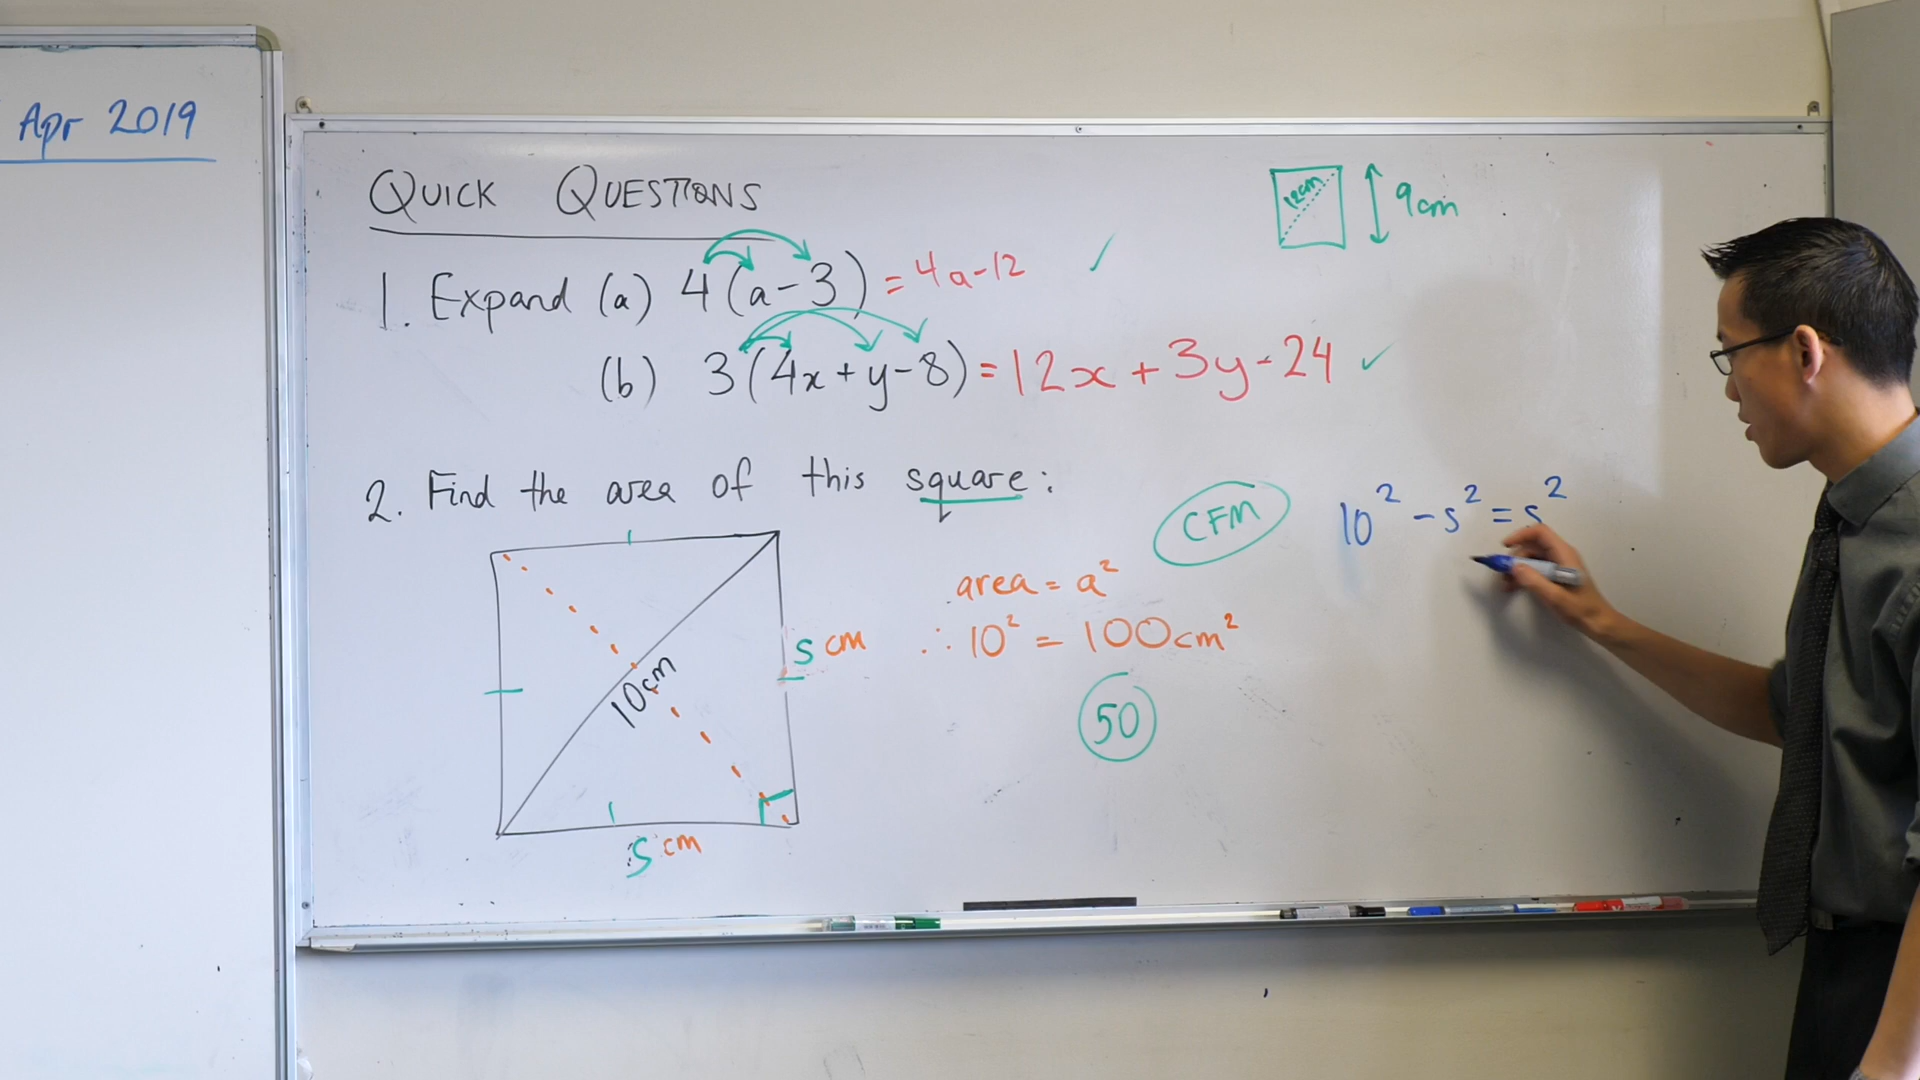 Apr 2019
QUICK QUESTIONS
12cm
9cm
1. Expand (a) 4(a-3) = 4a-12 ✓
(b) 3(4x+y-8) = 12x+3y-24 ✓
2. Find the area of this square:
CFM
10² - s² = s²
area = a²
∴ 10² = 100cm²
s cm
10cm
50
s cm